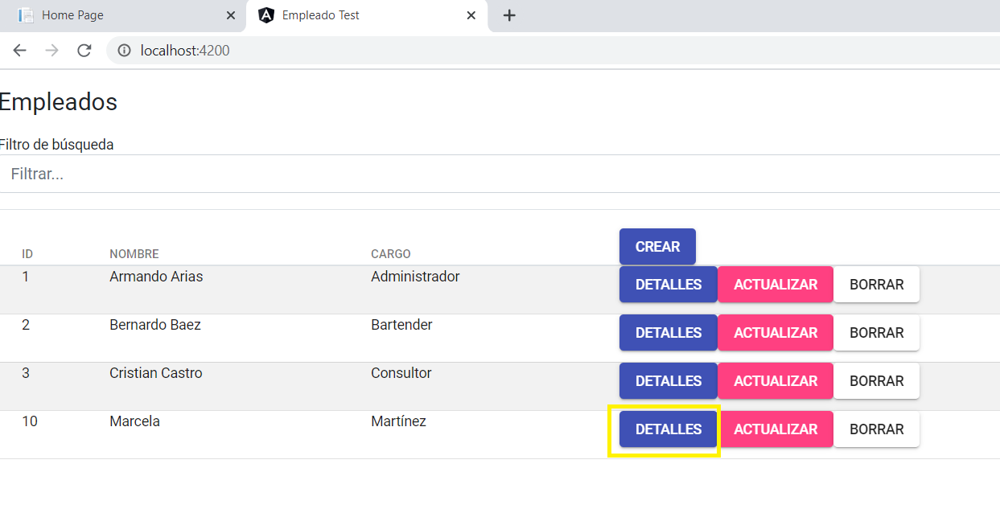 Home Page
Empleado Test
localhost:4200
Empleados
Filtro de búsqueda
Filtrar...
ID NOMBRE CARGO CREAR
1 Armando Arias Administrador DETALLES ACTUALIZAR BORRAR
2 Bernardo Baez Bartender DETALLES ACTUALIZAR BORRAR
3 Cristian Castro Consultor DETALLES ACTUALIZAR BORRAR
10 Marcela Martínez DETALLES ACTUALIZAR BORRAR